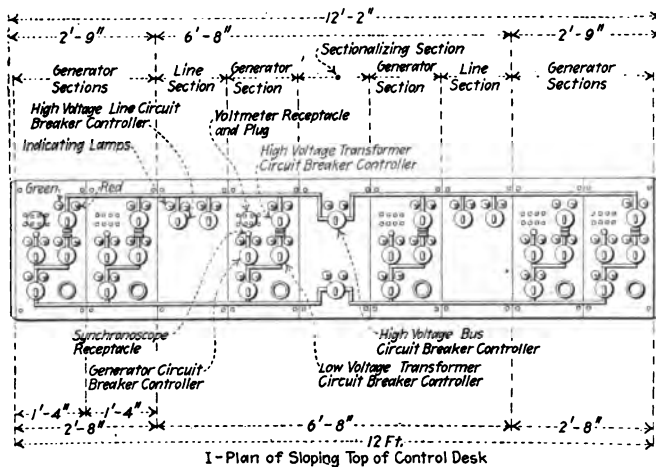 12'-2"
2'-9" 6'-8" 2'-9"
Sectionalizing Section
Generator Sections
Line Section
Generator Section
Generator Section
Line Section
Generator Sections
High Voltage Line Circuit
Breaker Controller
Voltmeter Receptacle
and Plug
Indicating Lamps
High Voltage Transformer
Circuit Breaker Controller
Green Red
Synchronoscope
Receptacle
Generator Circuit
Breaker Controller
High Voltage Bus
Circuit Breaker Controller
Low Voltage Transformer
Circuit Breaker Controller
1'-4" 1'-4"
2'-8" 6'-8" 2'-8"
12 Ft.
I-Plan of Sloping Top of Control Desk